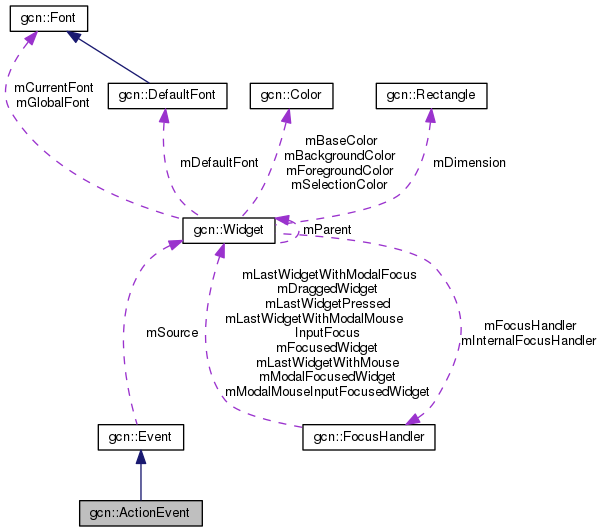 gcn::Font
gcn::DefaultFont
gcn::Color
gcn::Rectangle
mCurrentFont
mGlobalFont
mDefaultFont
mBaseColor
mBackgroundColor
mForegroundColor
mSelectionColor
mDimension
gcn::Widget
mParent
mLastWidgetWithModalFocus
mDraggedWidget
mLastWidgetPressed
mLastWidgetWithModalMouse
InputFocus
mFocusedWidget
mLastWidgetWithMouse
mModalFocusedWidget
mModalMouseInputFocusedWidget
mSource
mFocusHandler
mInternalFocusHandler
gcn::Event
gcn::FocusHandler
gcn::ActionEvent